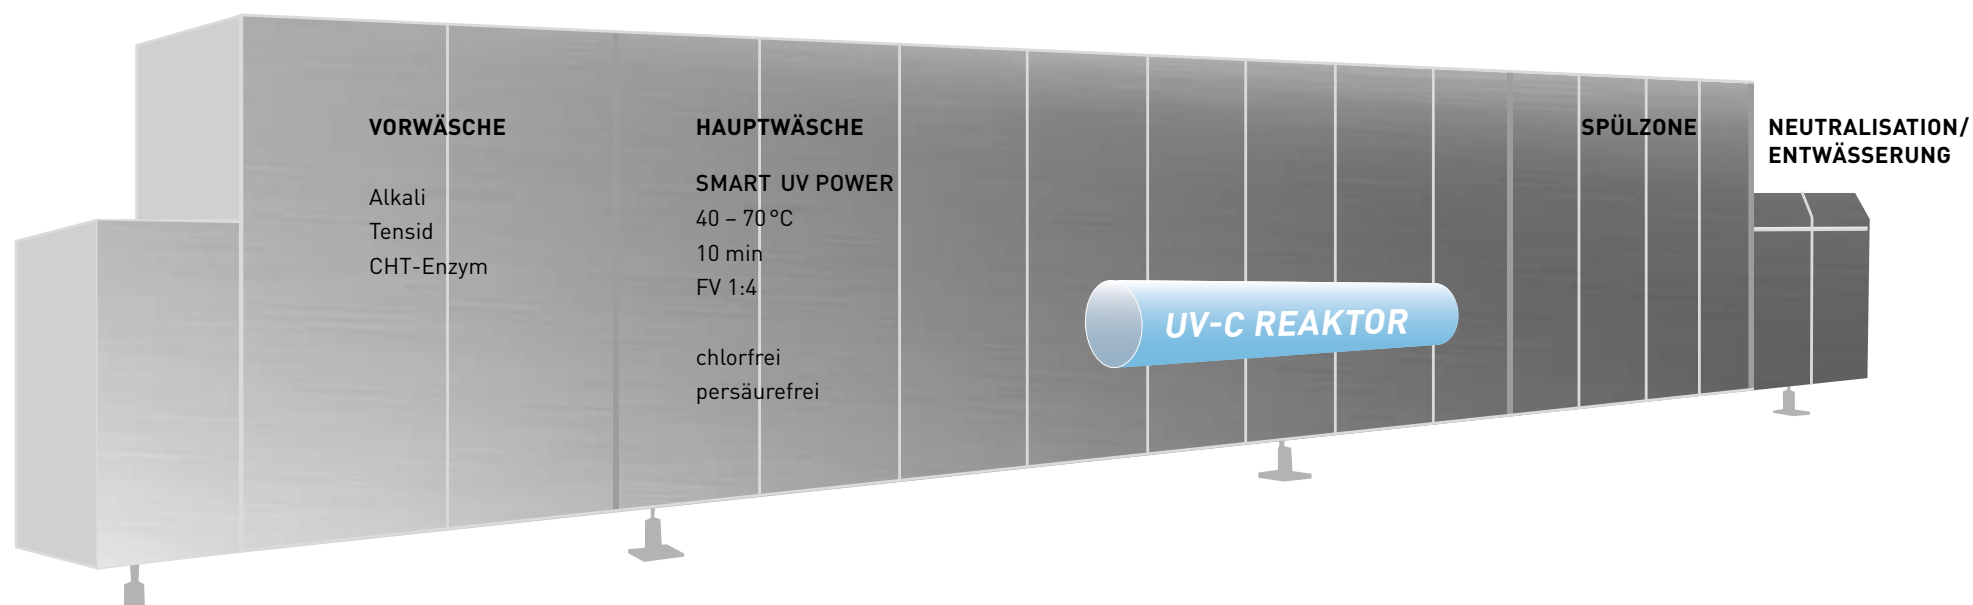 VORWÄSCHE
Alkali
Tensid
CHT-Enzym
HAUPTWÄSCHE
SMART UV POWER
40 – 70 °C
10 min
FV 1:4
chlorfrei
persäurefrei
UV-C REAKTOR
SPÜLZONE
NEUTRALISATION/
ENTWÄSSERUNG